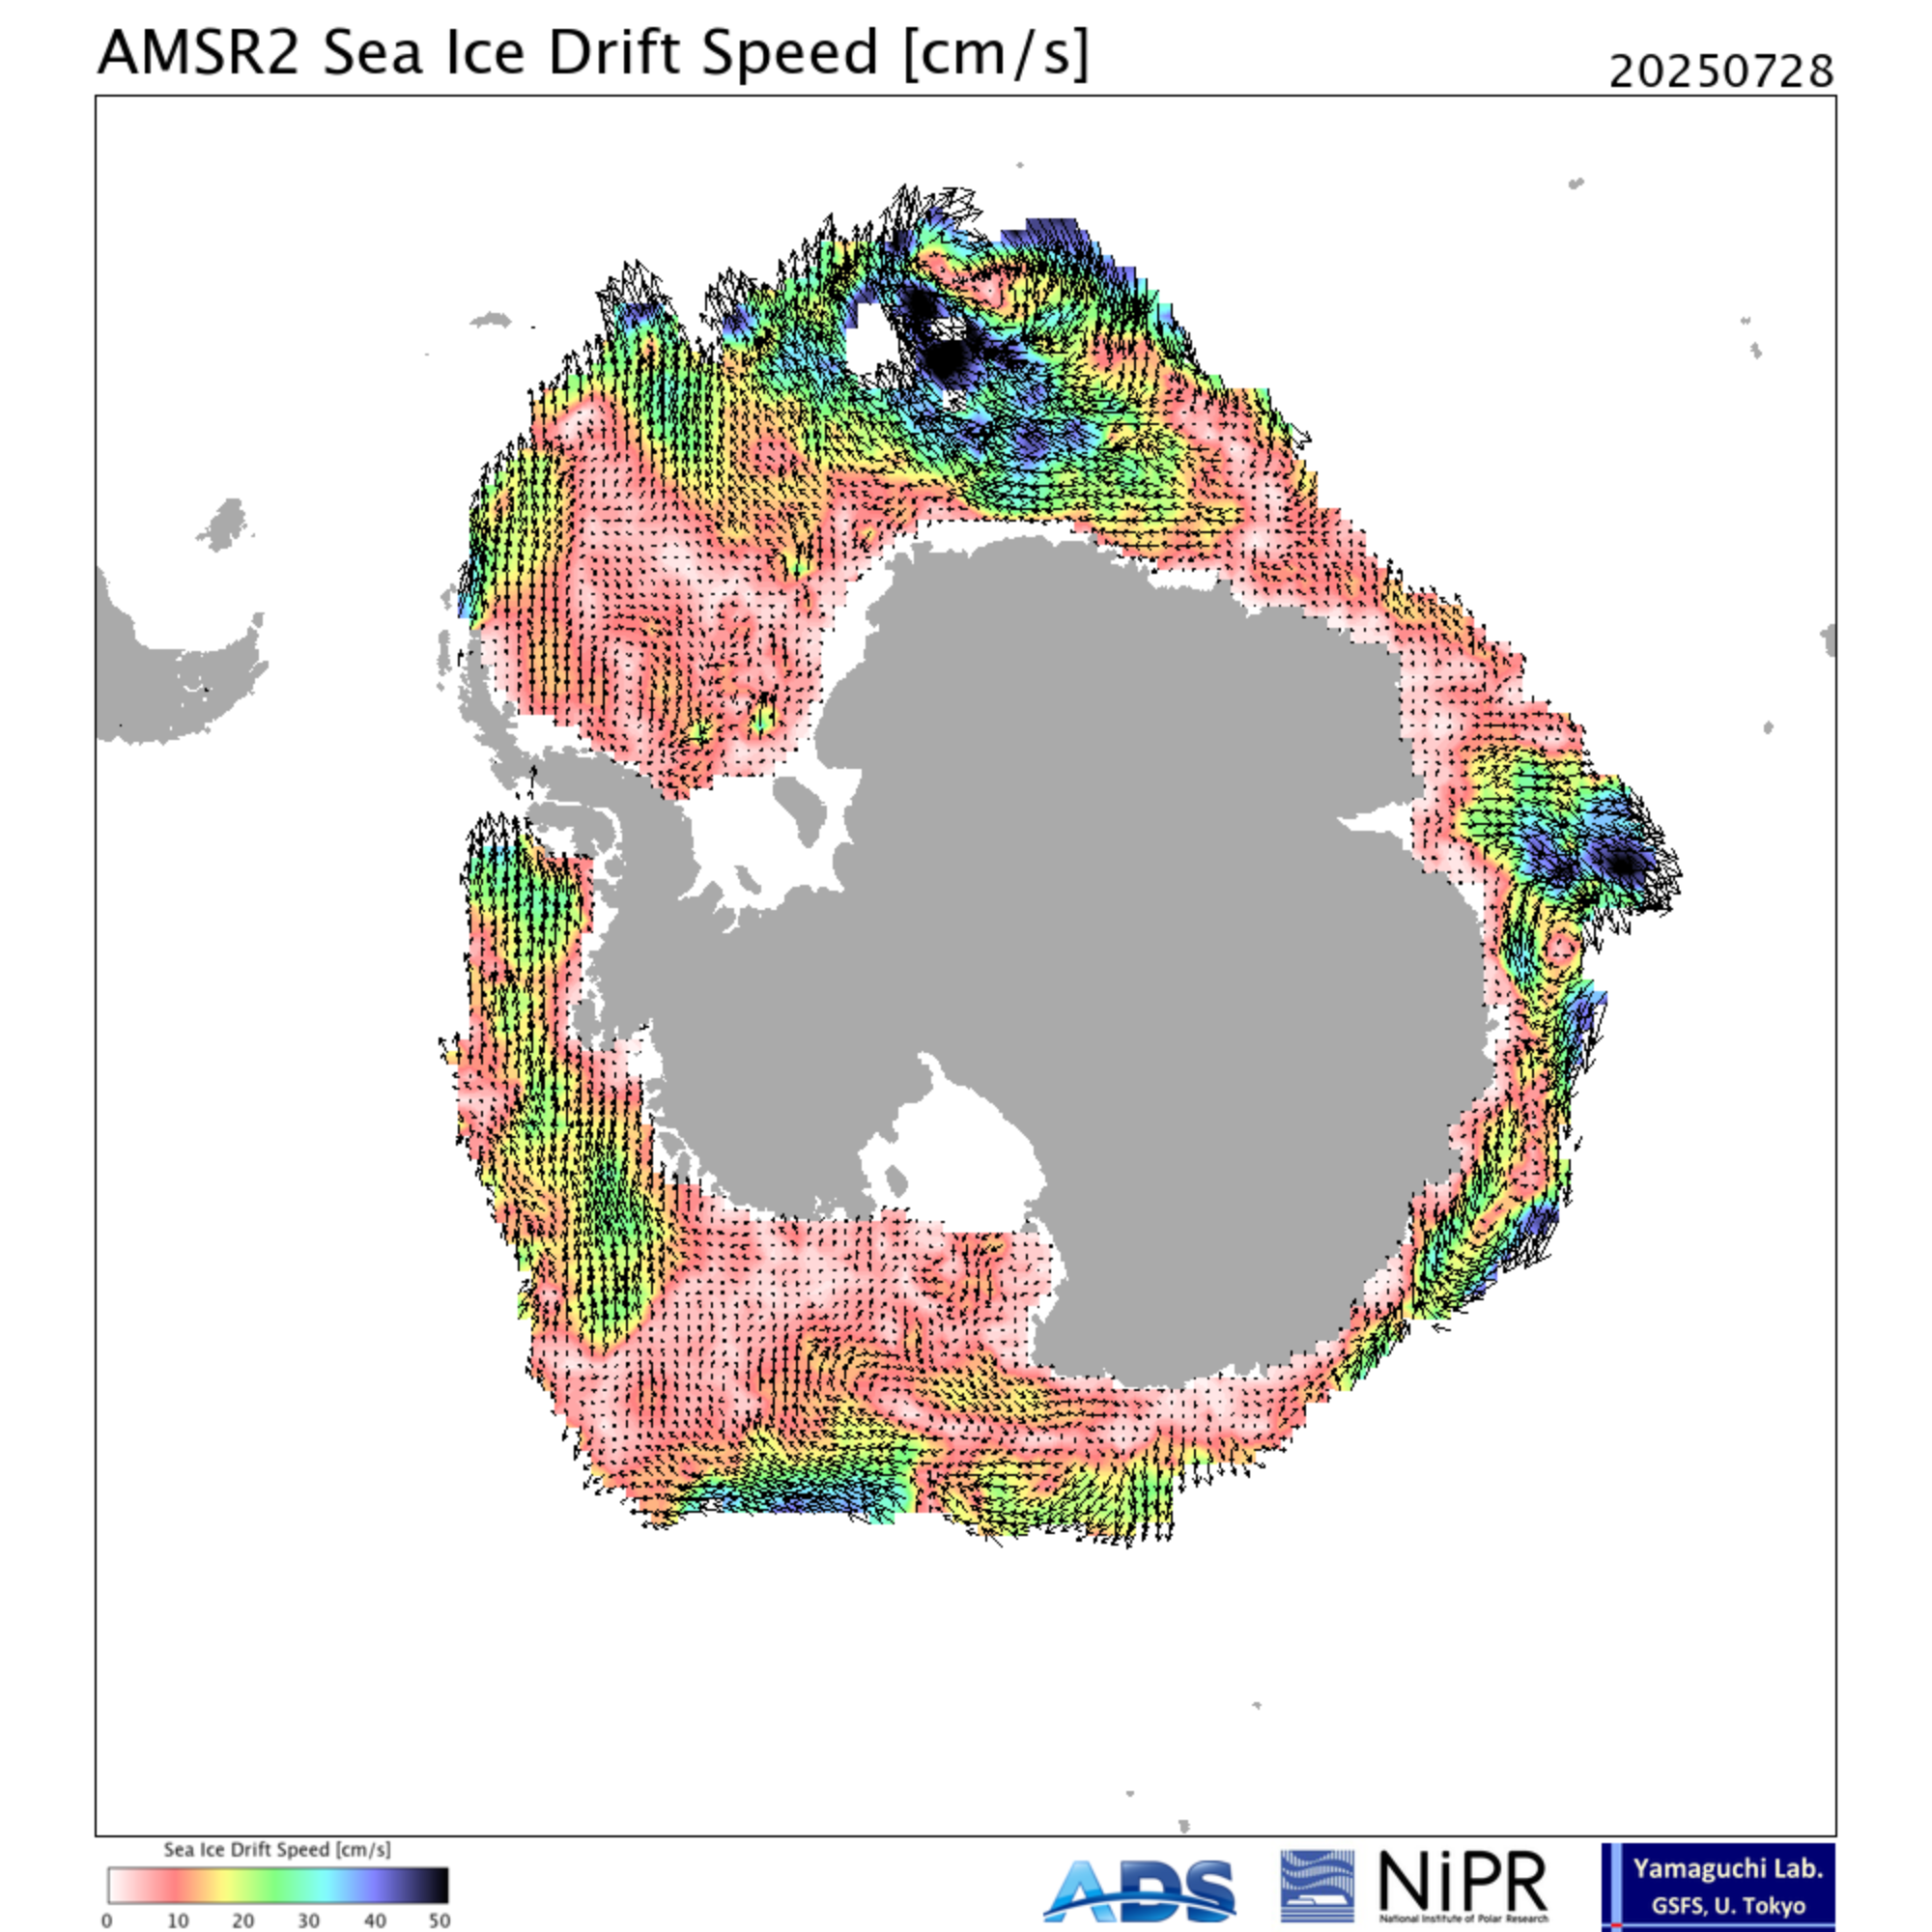 AMSR2 Sea Ice Drift Speed [cm/s]
20250728
Sea Ice Drift Speed [cm/s]
0 10 20 30 40 50
ADS
NiPR
National Institute of Polar Research
Yamaguchi Lab.
GSFS, U. Tokyo